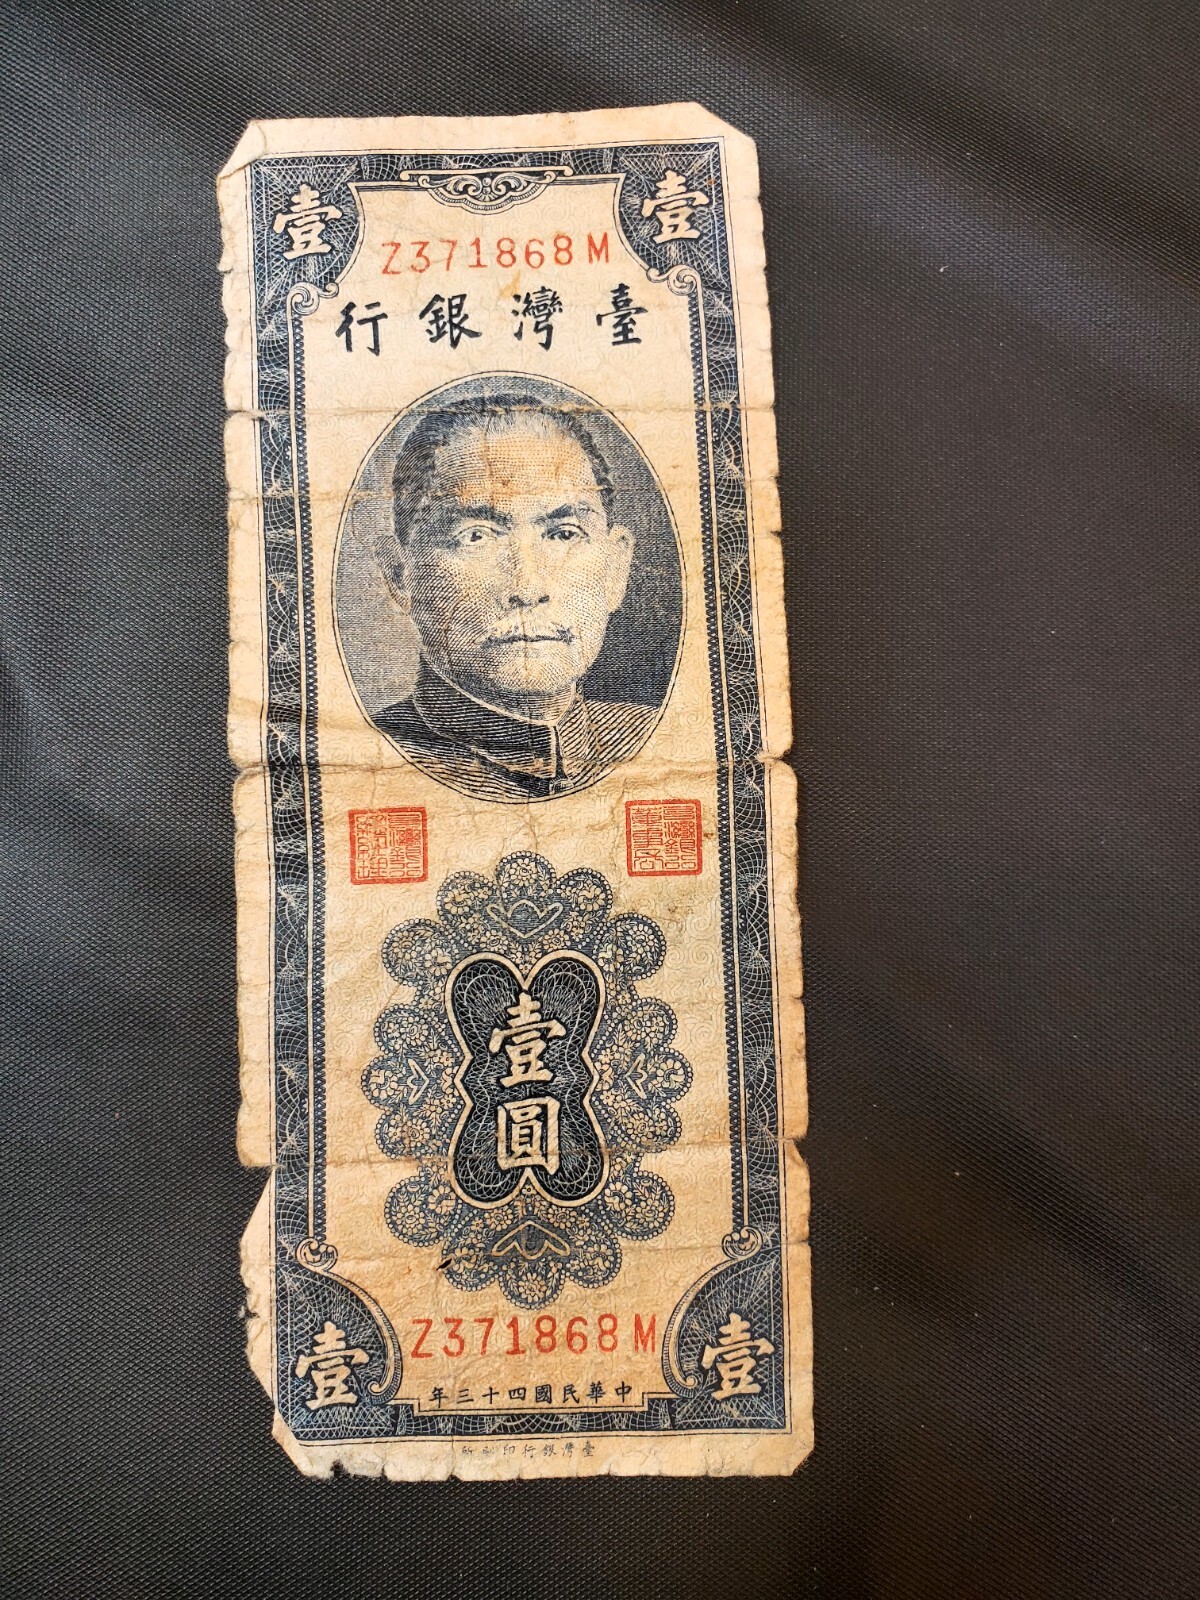 壹 壹
Z371868M
臺灣銀行
壹圓
Z371868M
壹 壹
中華民國四十三年
臺灣銀行印刷所